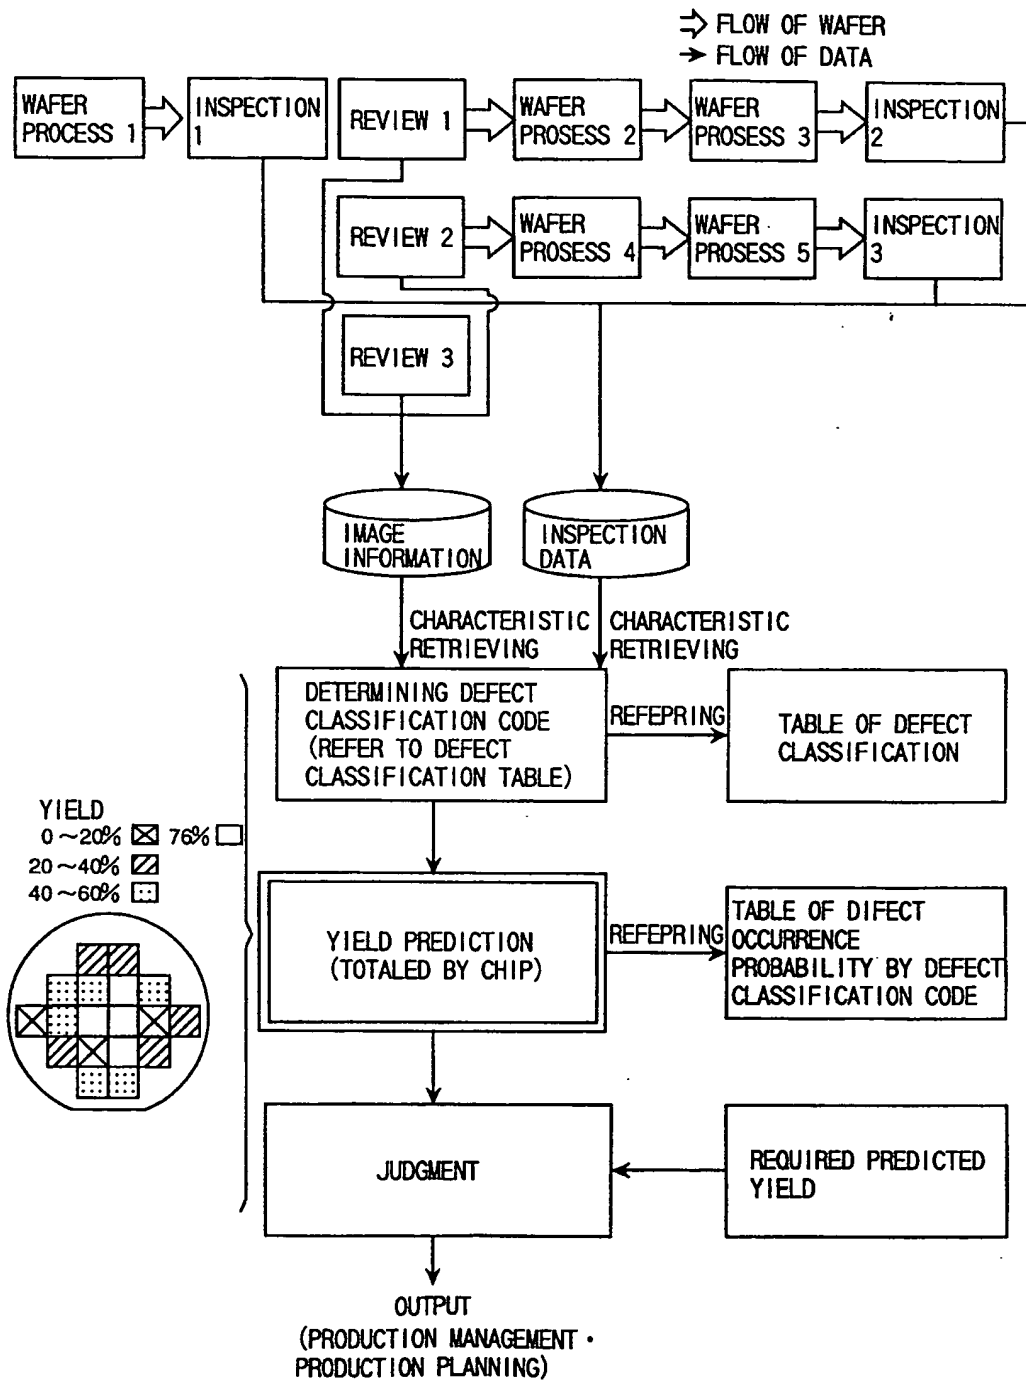 FLOW OF WAFER
FLOW OF DATA
WAFER
PROCESS 1
INSPECTION
1
REVIEW 1
WAFER
PROSESS 2
WAFER
PROSESS 3
INSPECTION
2
REVIEW 2
WAFER
PROSESS 4
WAFER
PROSESS 5
INSPECTION
3
REVIEW 3
IMAGE
INFORMATION
INSPECTION
DATA
CHARACTERISTIC
RETRIEVING
CHARACTERISTIC
RETRIEVING
DETERMINING DEFECT
CLASSIFICATION CODE
(REFER TO DEFECT
CLASSIFICATION TABLE)
REFEPRING
TABLE OF DEFECT
CLASSIFICATION
YIELD
0~20% 76%
20~40%
40~60%
YIELD PREDICTION
(TOTALED BY CHIP)
REFEPRING
TABLE OF DIFECT
OCCURRENCE
PROBABILITY BY DEFECT
CLASSIFICATION CODE
JUDGMENT
REQUIRED PREDICTED
YIELD
OUTPUT
(PRODUCTION MANAGEMENT・
PRODUCTION PLANNING)